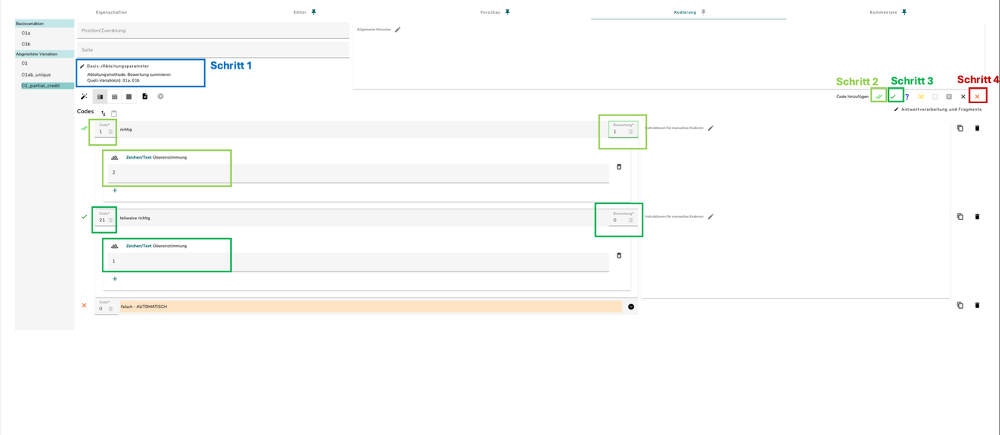 Eigenschaften
Editor
Vorschau
Kodierung
Kommentare
Basisvariablen
01a
01b
Abgeleitete Variablen
01
01ab_unique
01_partial_credit
Position/Zuordnung
Seite
Allgemeine Hinweise
Basis-/Ableitungsparameter
Ableitungsmethode: Bewertung summieren
Quell-Variable(n): 01a, 01b
Schritt 1
Schritt 2
Schritt 3
Schritt 4
Code hinzufügen
?
Antwortverarbeitung und Fragmente
Codes
Code*
1
richtig
Bewertung*
1
Instruktionen für manuelles Kodieren
Zeichen/Text Übereinstimmung
2
+
Code*
21
teilweise richtig
Bewertung*
0
Instruktionen für manuelles Kodieren
Zeichen/Text Übereinstimmung
1
+
Code*
0
falsch - AUTOMATISCH